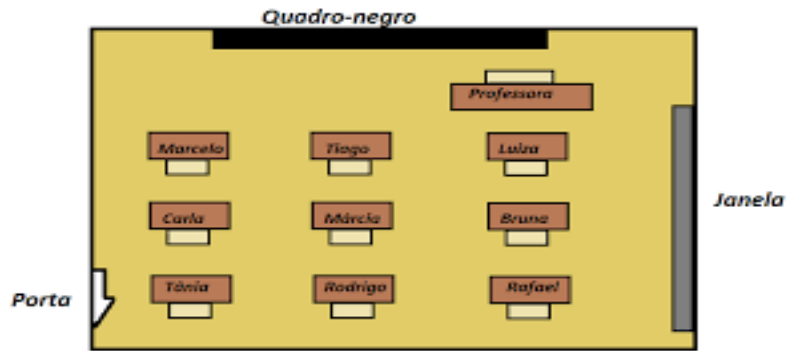 Quadro-negro
Professora
Marcelo Tiago Luiza
Janela
Carla Márcia Bruna
Tânia Rodrigo Rafael
Porta